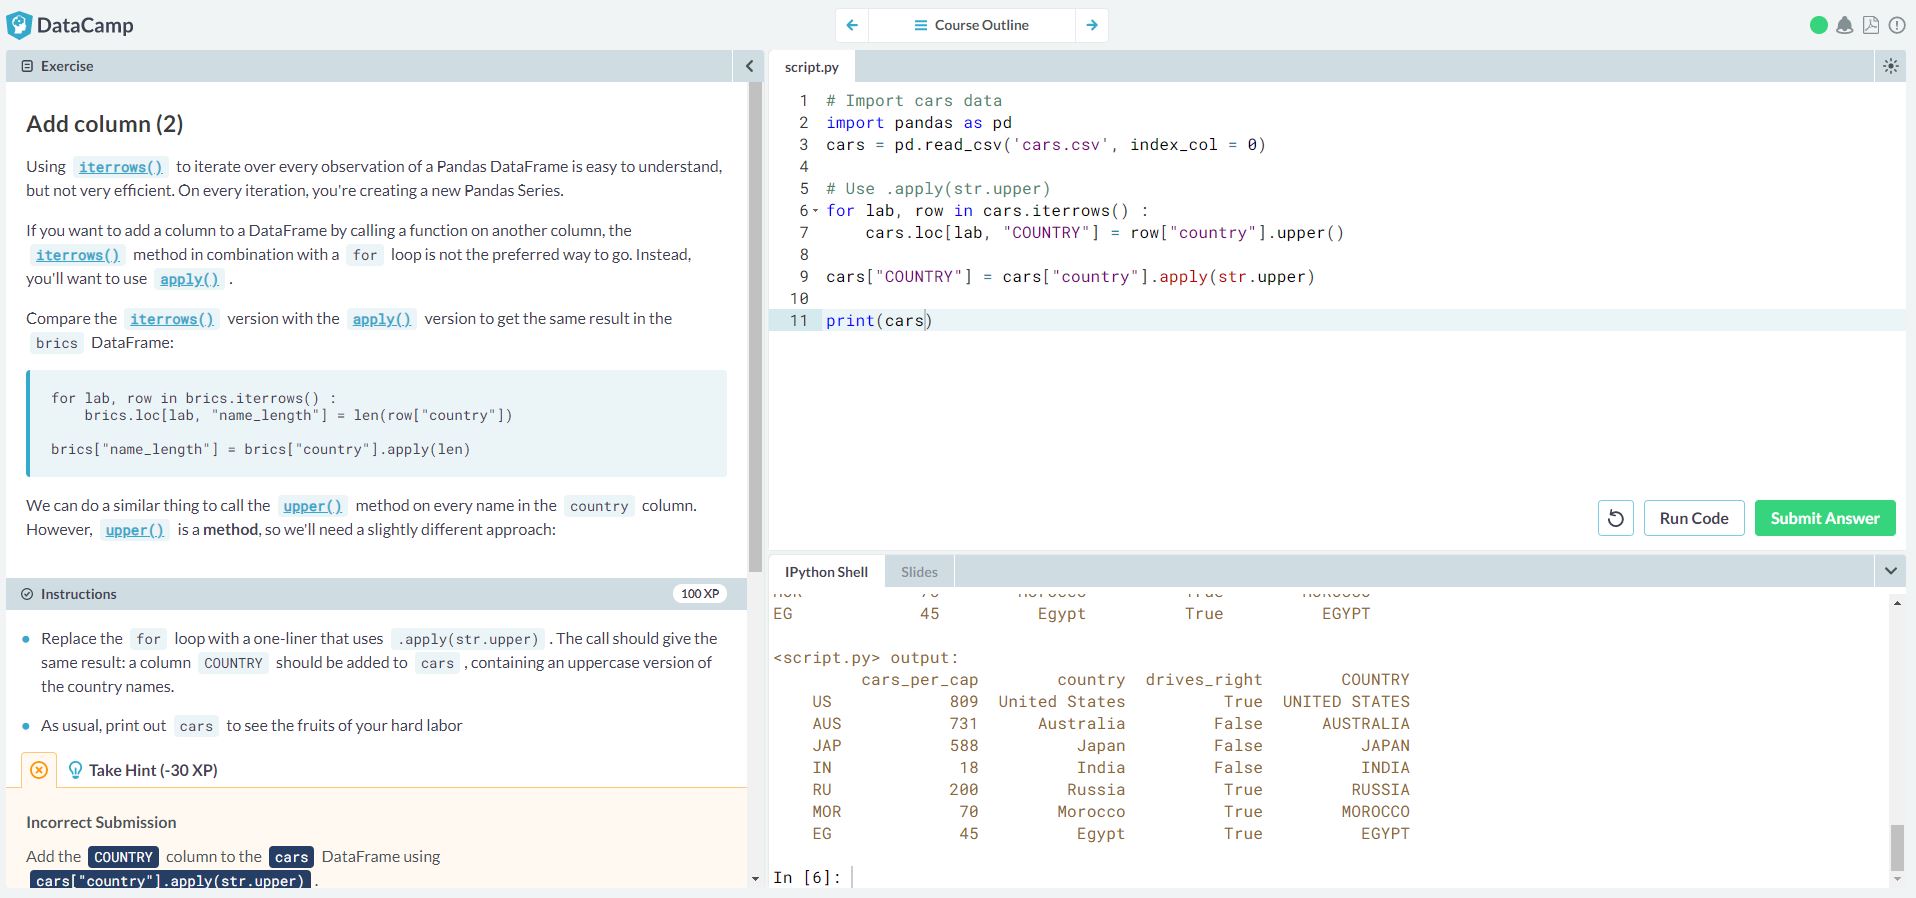 DataCamp
Course Outline
Exercise
Add column (2)
Using iterrows() to iterate over every observation of a Pandas DataFrame is easy to understand,
but not very efficient. On every iteration, you're creating a new Pandas Series.
If you want to add a column to a DataFrame by calling a function on another column, the
iterrows() method in combination with a for loop is not the preferred way to go. Instead,
you'll want to use apply() .
Compare the iterrows() version with the apply() version to get the same result in the
brics DataFrame:
for lab, row in brics.iterrows() :
    brics.loc[lab, "name_length"] = len(row["country"])
brics["name_length"] = brics["country"].apply(len)
We can do a similar thing to call the upper() method on every name in the country column.
However, upper() is a method, so we'll need a slightly different approach:
Instructions
100 XP
Replace the for loop with a one-liner that uses .apply(str.upper) . The call should give the
same result: a column COUNTRY should be added to cars , containing an uppercase version of
the country names.
As usual, print out cars to see the fruits of your hard labor
Take Hint (-30 XP)
Incorrect Submission
Add the COUNTRY column to the cars DataFrame using
cars["country"].apply(str.upper) .
script.py
1 # Import cars data
2 import pandas as pd
3 cars = pd.read_csv('cars.csv', index_col = 0)
4
5 # Use .apply(str.upper)
6 for lab, row in cars.iterrows() :
7     cars.loc[lab, "COUNTRY"] = row["country"].upper()
8
9 cars["COUNTRY"] = cars["country"].apply(str.upper)
10
11 print(cars)
Run Code
Submit Answer
IPython Shell
Slides
MOR 70 Morocco True MOROCCO
EG 45 Egypt True EGYPT
<script.py> output:
cars_per_cap country drives_right COUNTRY
US 809 United States True UNITED STATES
AUS 731 Australia False AUSTRALIA
JAP 588 Japan False JAPAN
IN 18 India False INDIA
RU 200 Russia True RUSSIA
MOR 70 Morocco True MOROCCO
EG 45 Egypt True EGYPT
In [6]: